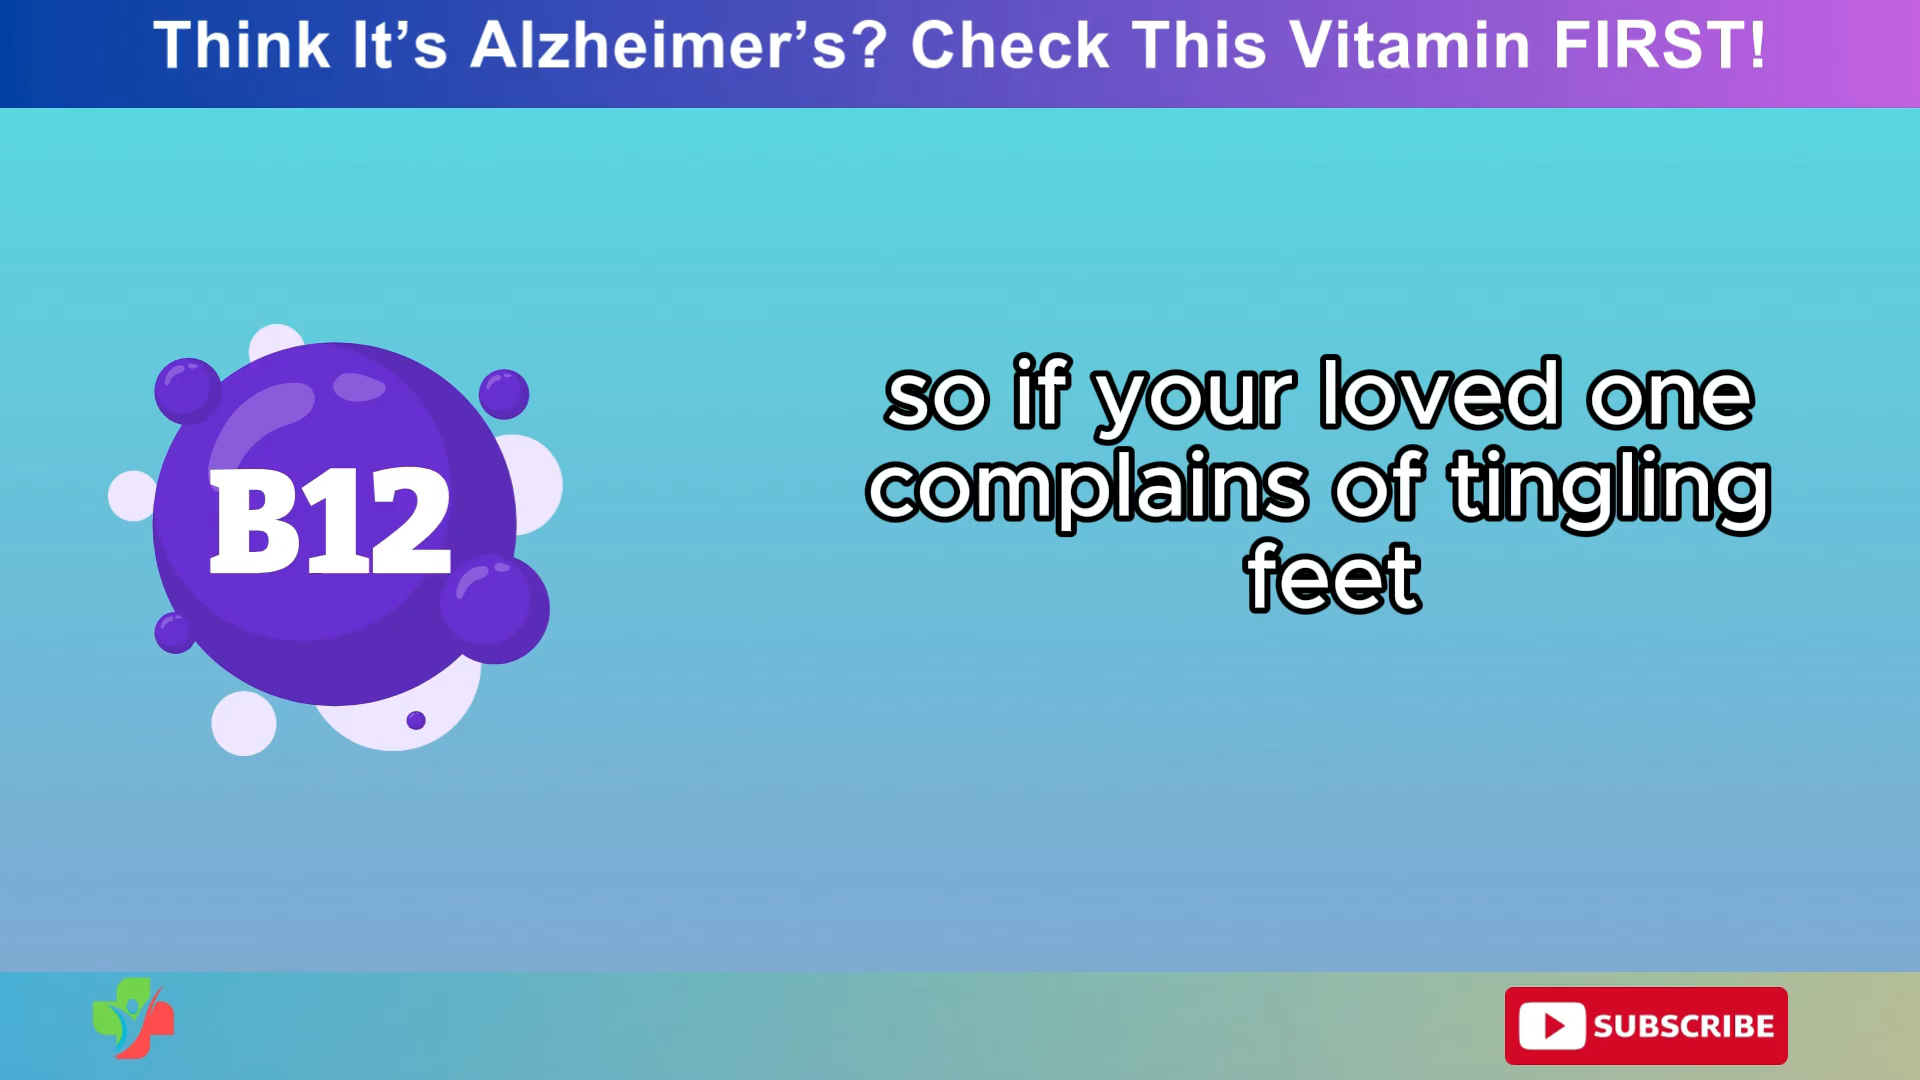 Think It’s Alzheimer’s? Check This Vitamin FIRST!
B12
so if your loved one
complains of tingling
feet
SUBSCRIBE